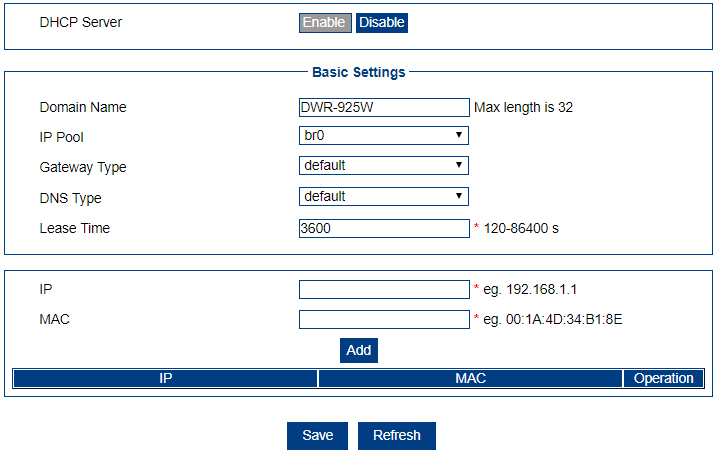 DHCP Server Enable Disable
Basic Settings
Domain Name DWR-925W Max length is 32
IP Pool br0
Gateway Type default
DNS Type default
Lease Time 3600 * 120-86400 s
IP * eg. 192.168.1.1
MAC * eg. 00:1A:4D:34:B1:8E
Add
IP MAC Operation
Save Refresh